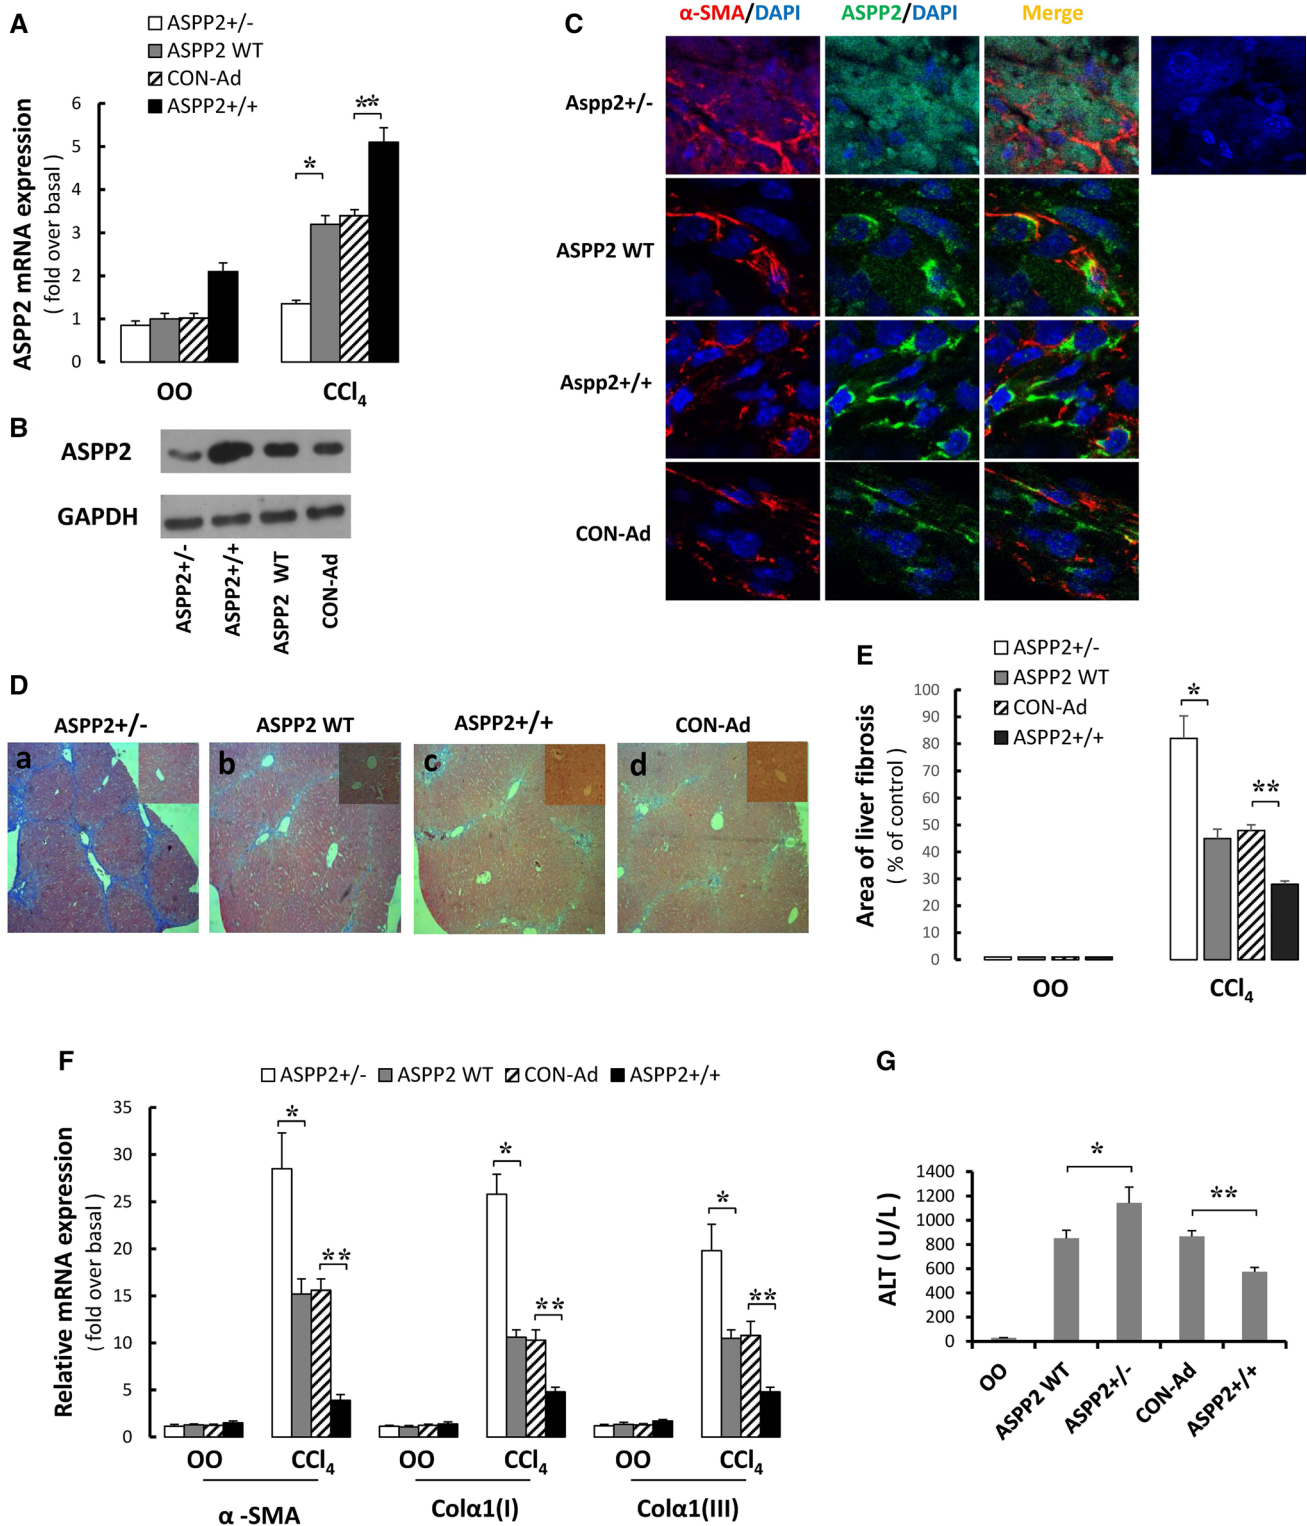 A
ASPP2+/-
ASPP2 WT
CON-Ad
ASPP2+/+
ASPP2 mRNA expression
( fold over basal )
6
5
4
3
2
1
0
*
**
OO
CCl4
B
ASPP2
GAPDH
ASPP2+/-
ASPP2+/+
ASPP2 WT
CON-Ad
C
α-SMA/DAPI
ASPP2/DAPI
Merge
Aspp2+/-
ASPP2 WT
Aspp2+/+
CON-Ad
D
ASPP2+/-
ASPP2 WT
ASPP2+/+
CON-Ad
a
b
c
d
E
ASPP2+/-
ASPP2 WT
CON-Ad
ASPP2+/+
Area of liver fibrosis
( % of control )
100
90
80
70
60
50
40
30
20
10
0
*
**
OO
CCl4
F
ASPP2+/-
ASPP2 WT
CON-Ad
ASPP2+/+
Relative mRNA expression
( fold over basal )
35
30
25
20
15
10
5
0
*
**
*
**
*
**
OO
CCl4
OO
CCl4
OO
CCl4
α -SMA
Colα1(I)
Colα1(III)
G
ALT ( U/L )
1400
1200
1000
800
600
400
200
0
*
**
OO
ASPP2 WT
ASPP2+/-
CON-Ad
ASPP2+/+